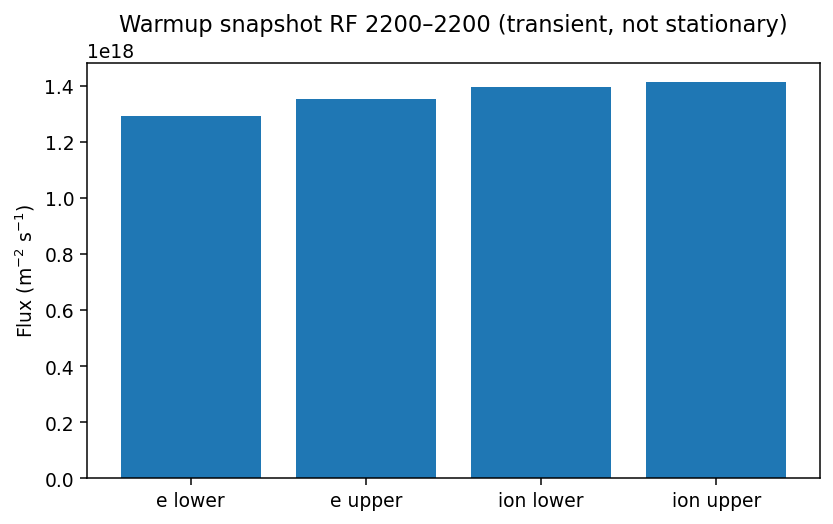 Warmup snapshot RF 2200–2200 (transient, not stationary)
1e18
1.4
1.2
1.0
0.8
0.6
0.4
0.2
0.0
Flux (m⁻² s⁻¹)
e lower e upper ion lower ion upper